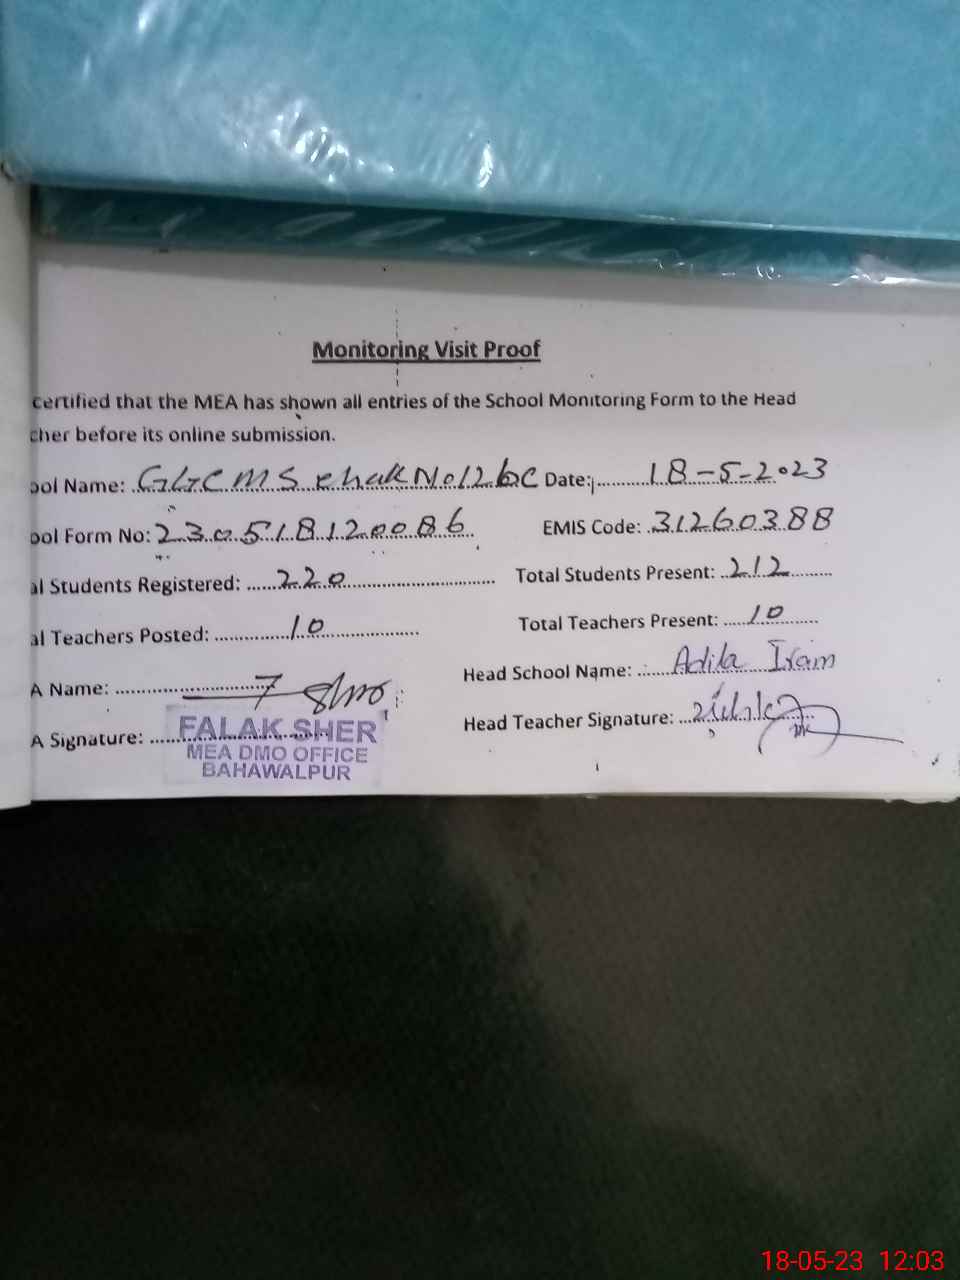 Monitoring Visit Proof
certified that the MEA has shown all entries of the School Monitoring Form to the Head
cher before its online submission.
ool Name: GGCMS chak No 12 bC Date: 18-5-2023
ool Form No: 230518120086 EMIS Code: 31260388
al Students Registered: 220 Total Students Present: 212
al Teachers Posted: 10 Total Teachers Present: 10
A Name: Head School Name: Adila Iram
A Signature: Head Teacher Signature:
FALAK SHER
MEA DMO OFFICE
BAHAWALPUR
18-05-23 12:03